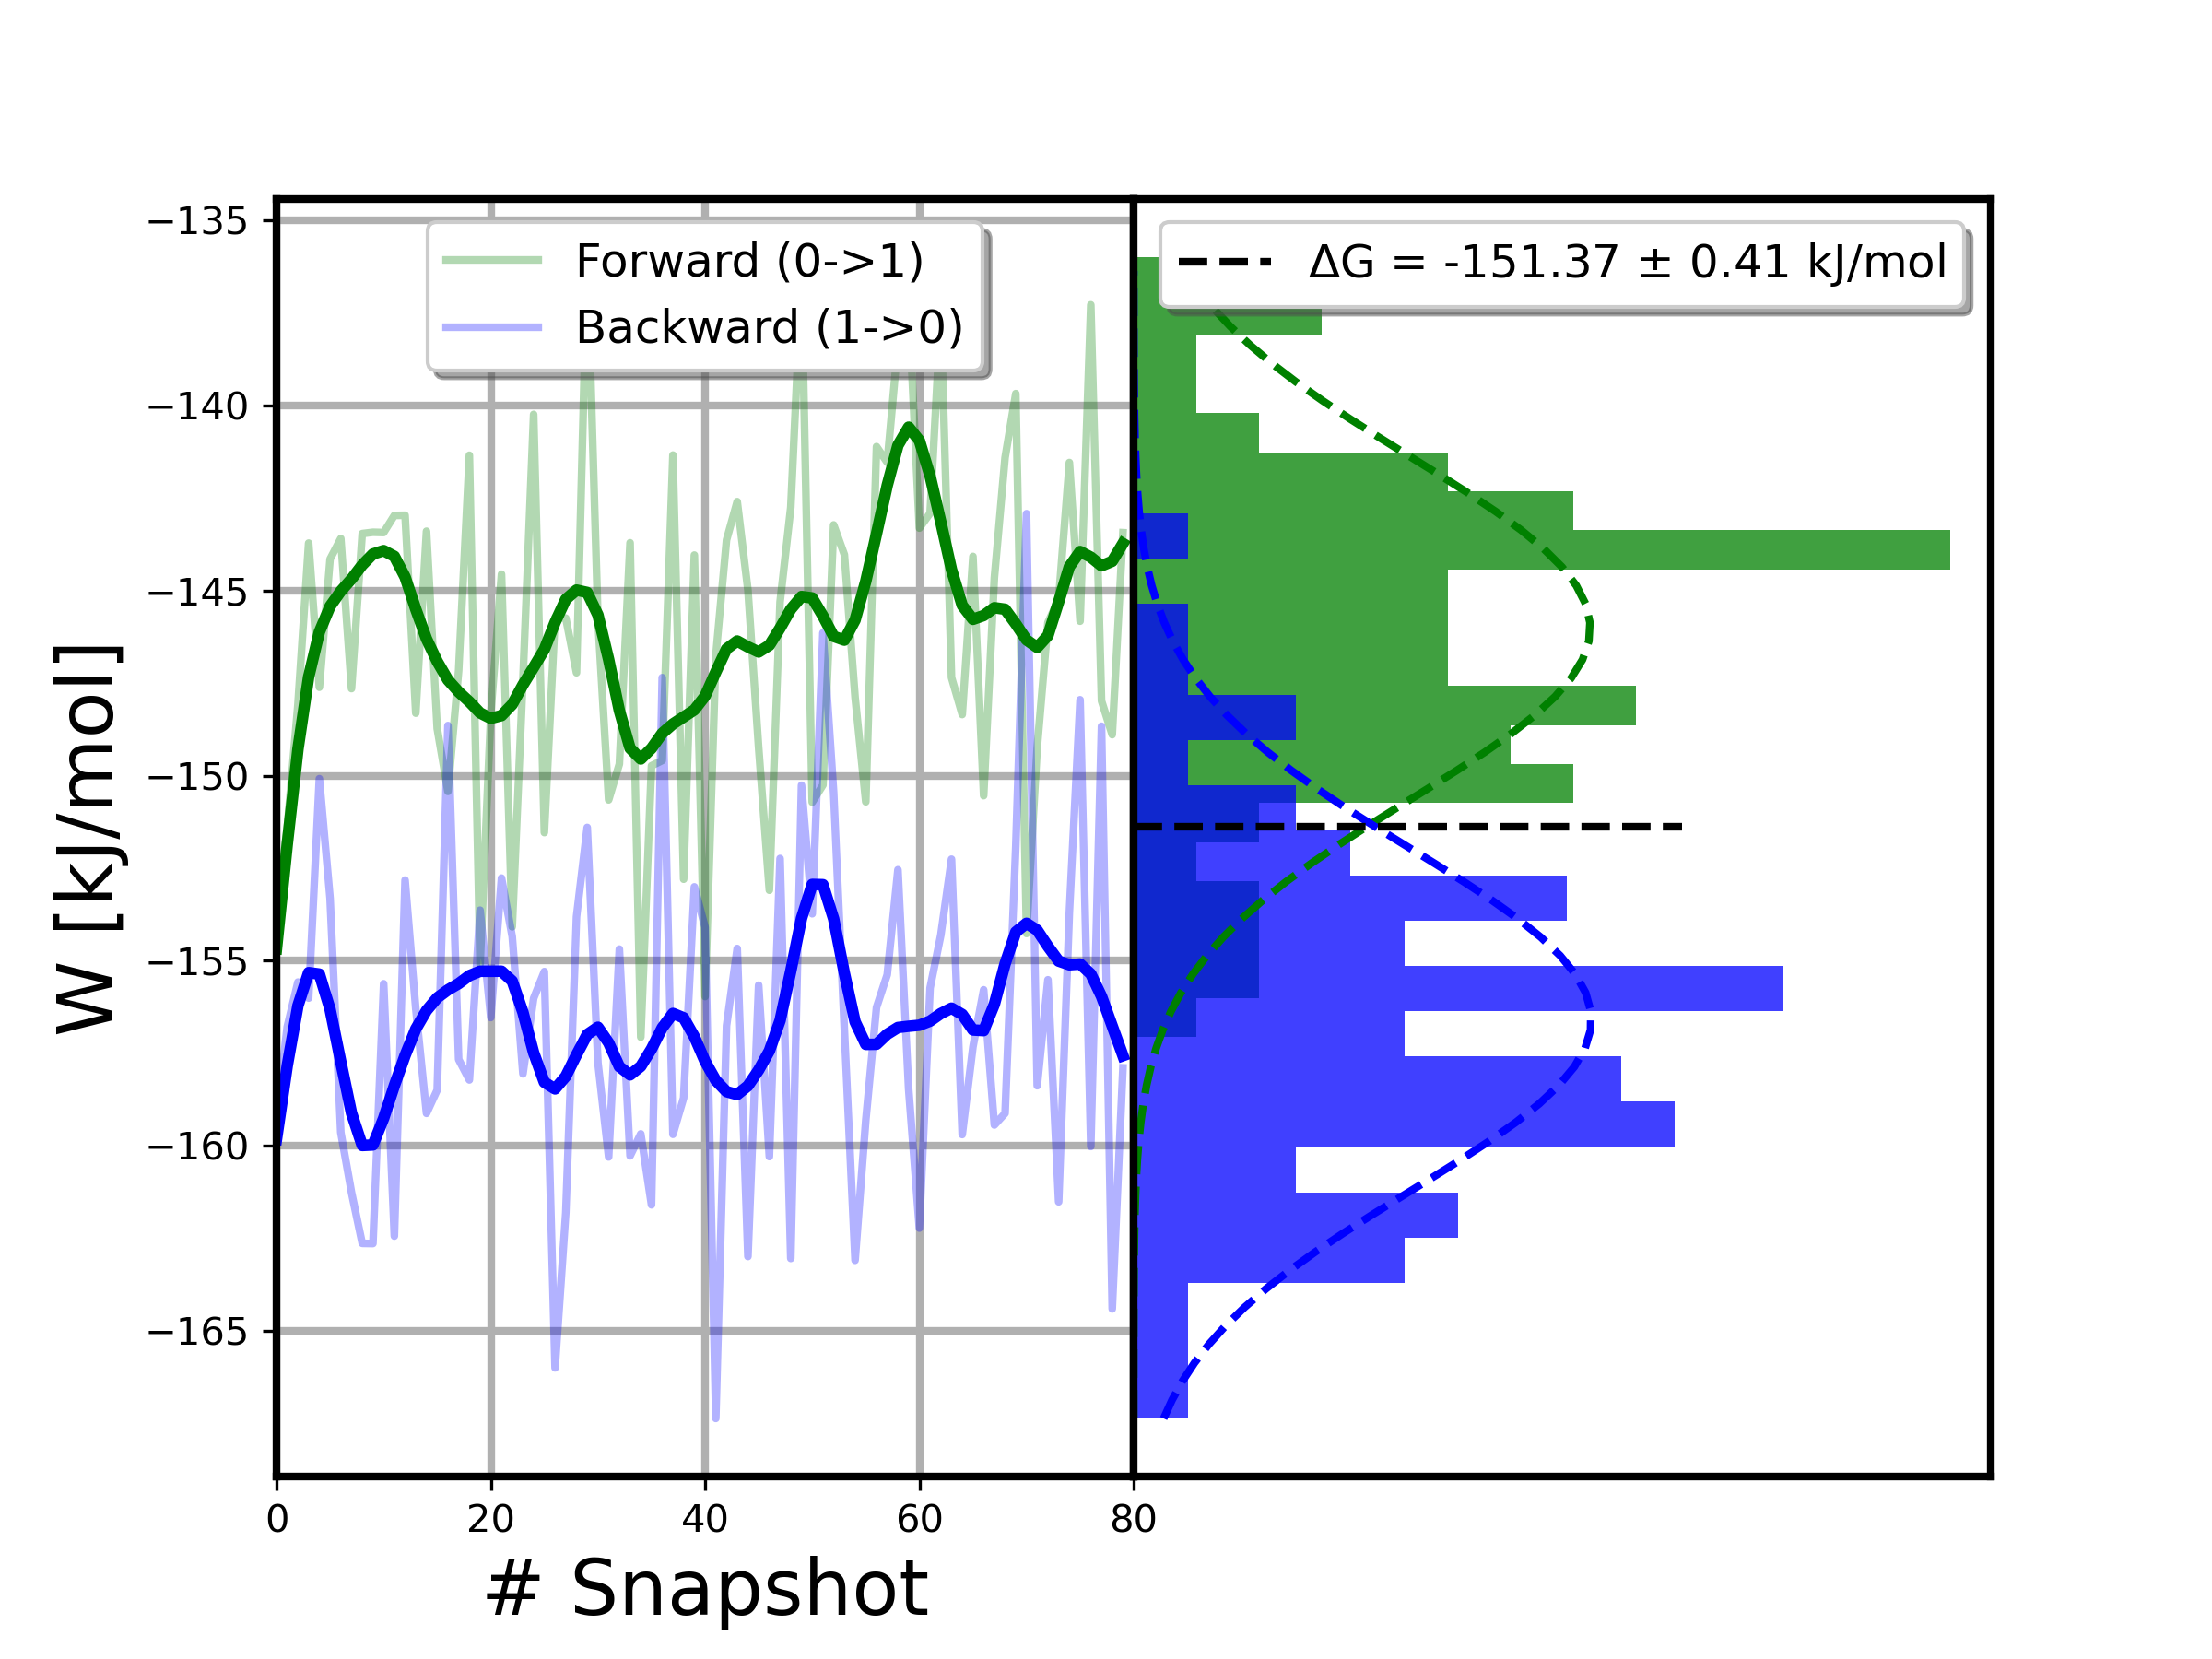 Forward (0->1)
Backward (1->0)
ΔG = -151.37 ± 0.41 kJ/mol
−135
−140
−145
−150
−155
−160
−165
W [kJ/mol]
0 20 40 60 80
# Snapshot